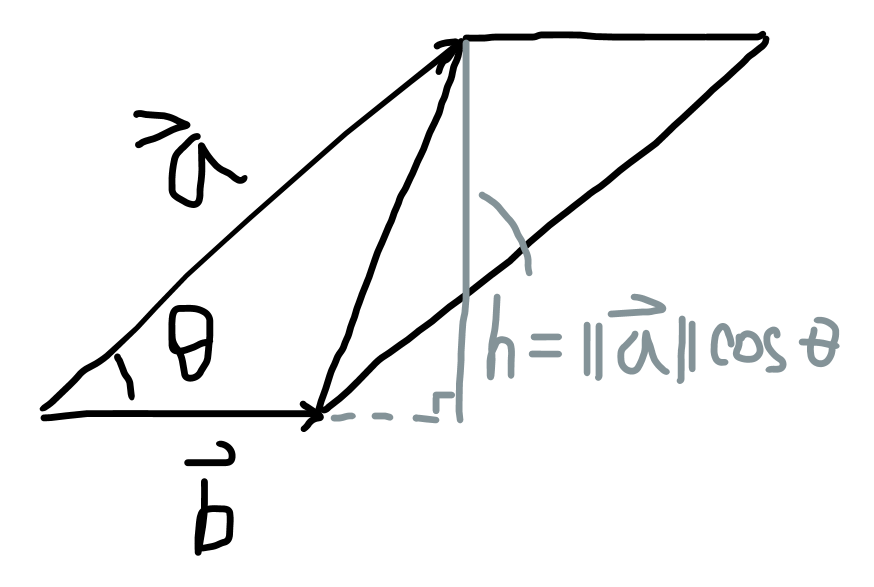 →a
θ
h = ||→a|| cos θ
→b